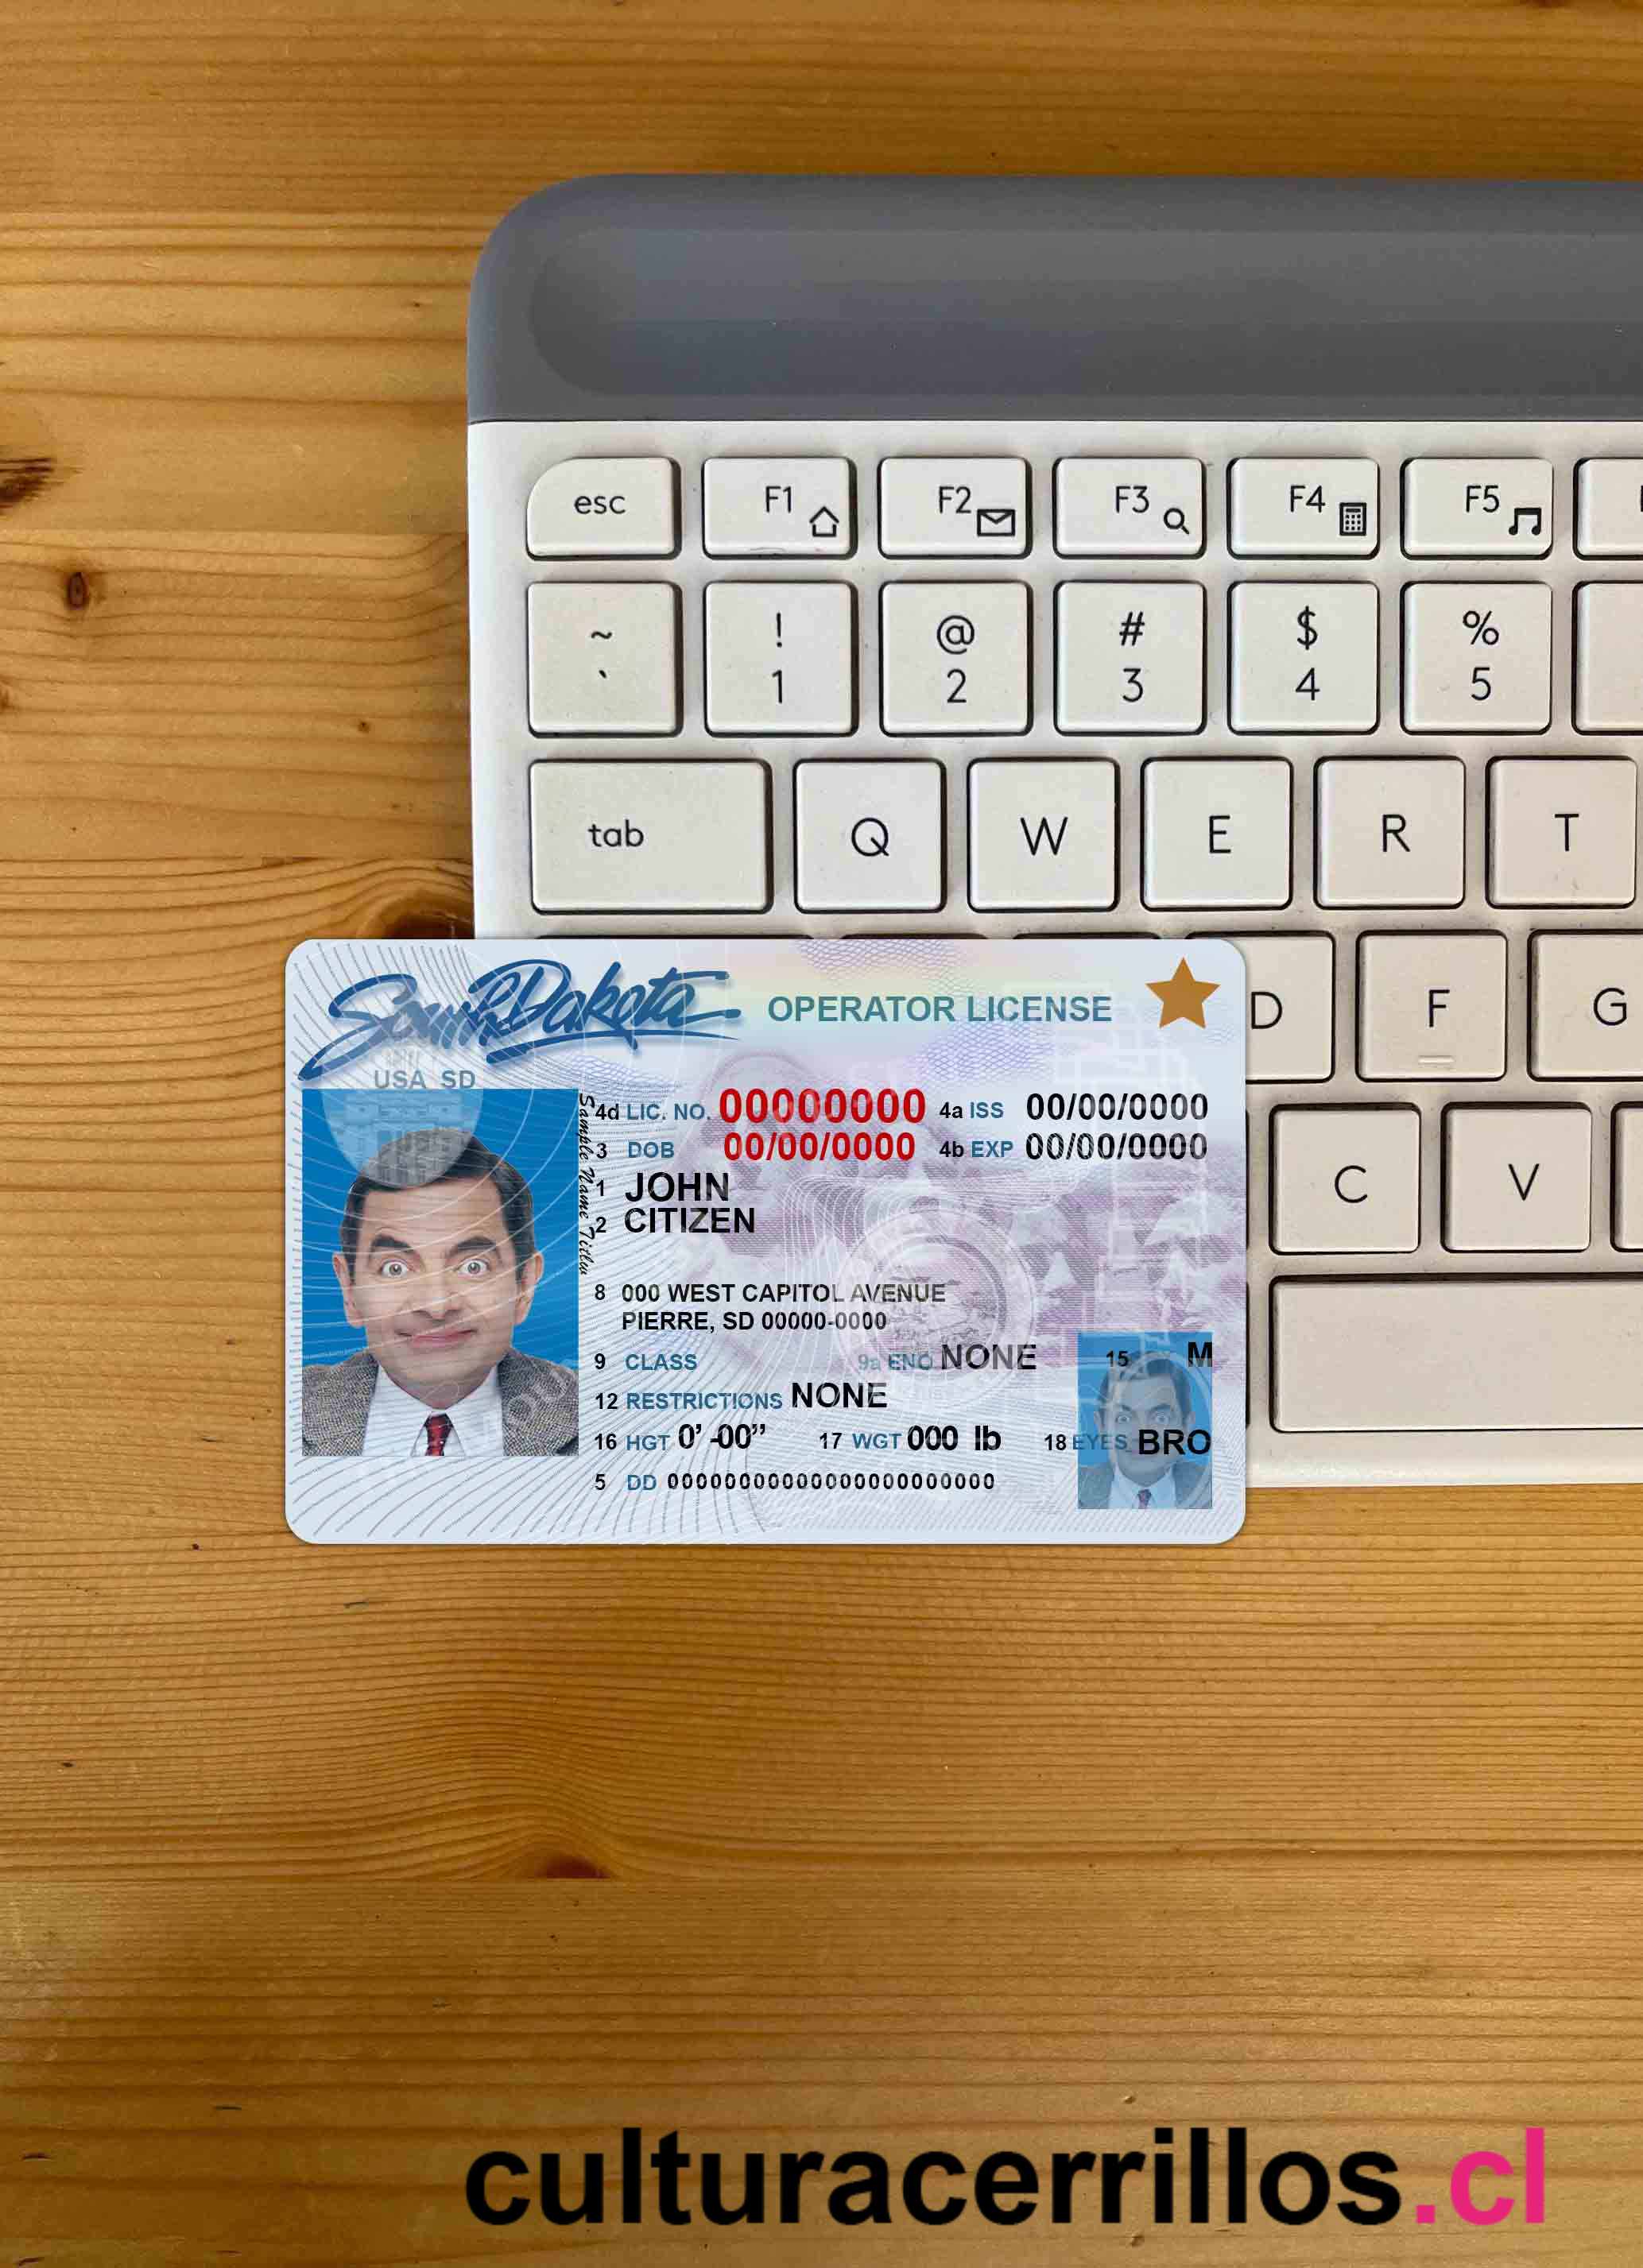 esc F1 F2 F3 F4 F5
~ ! @ # $ %
` 1 2 3 4 5
tab Q W E R T
D F G
C V
South Dakota OPERATOR LICENSE
USA SD
Sample Name Title
4d LIC. NO. 00000000 4a ISS 00/00/0000
3 DOB 00/00/0000 4b EXP 00/00/0000
1 JOHN
2 CITIZEN
8 000 WEST CAPITOL AVENUE
PIERRE, SD 00000-0000
9 CLASS 9a END NONE 15 M
12 RESTRICTIONS NONE
16 HGT 0' -00” 17 WGT 000 lb 18 EYES BRO
5 DD 00000000000000000000000
culturacerrillos.cl